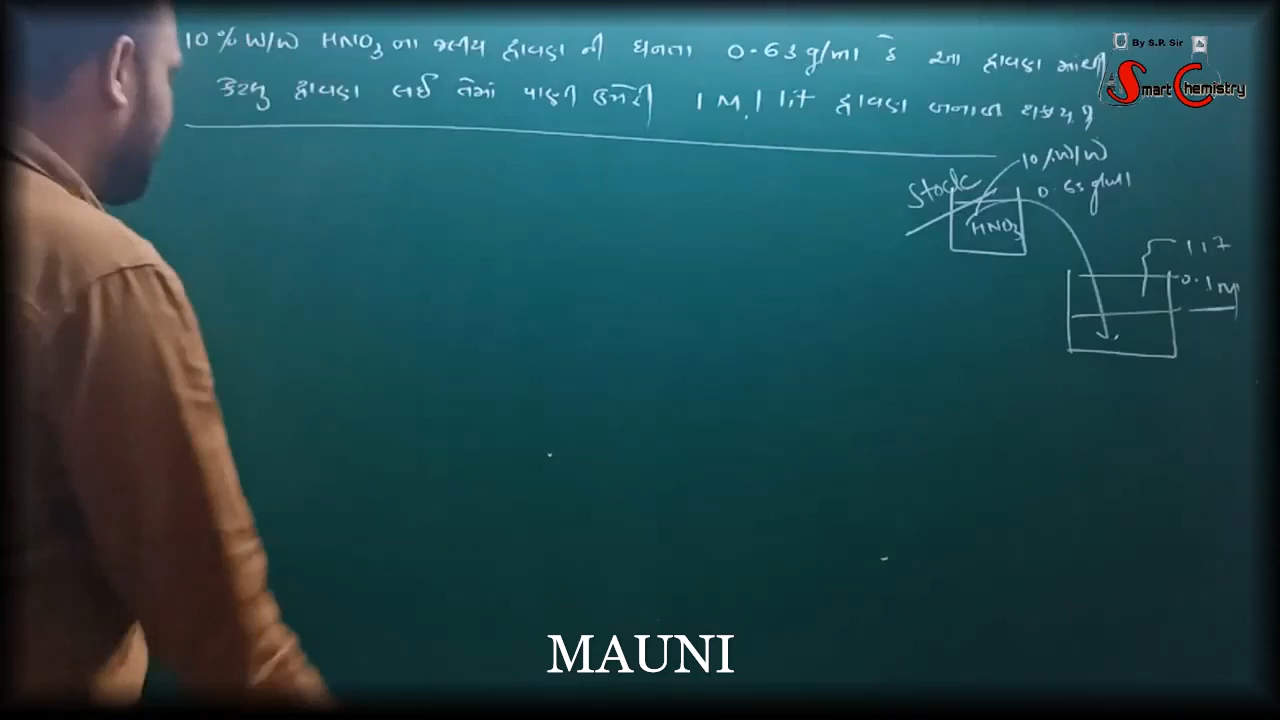 10 % W/W HNO3 ના જલીય દ્રાવણ ની ઘનતા 0.63 g/ml છે આ દ્રાવણ માંથી
કેટલુ દ્રાવણ લઈ તેમાં પાણી ઉમેરી 1 M, 1 lit દ્રાવણ બનાવી શકાય ?
By S.P. Sir
Smart Chemistry
10 % W/W
Stock
0.63 g/ml
HNO3
1 lit
0.1 M
MAUNI